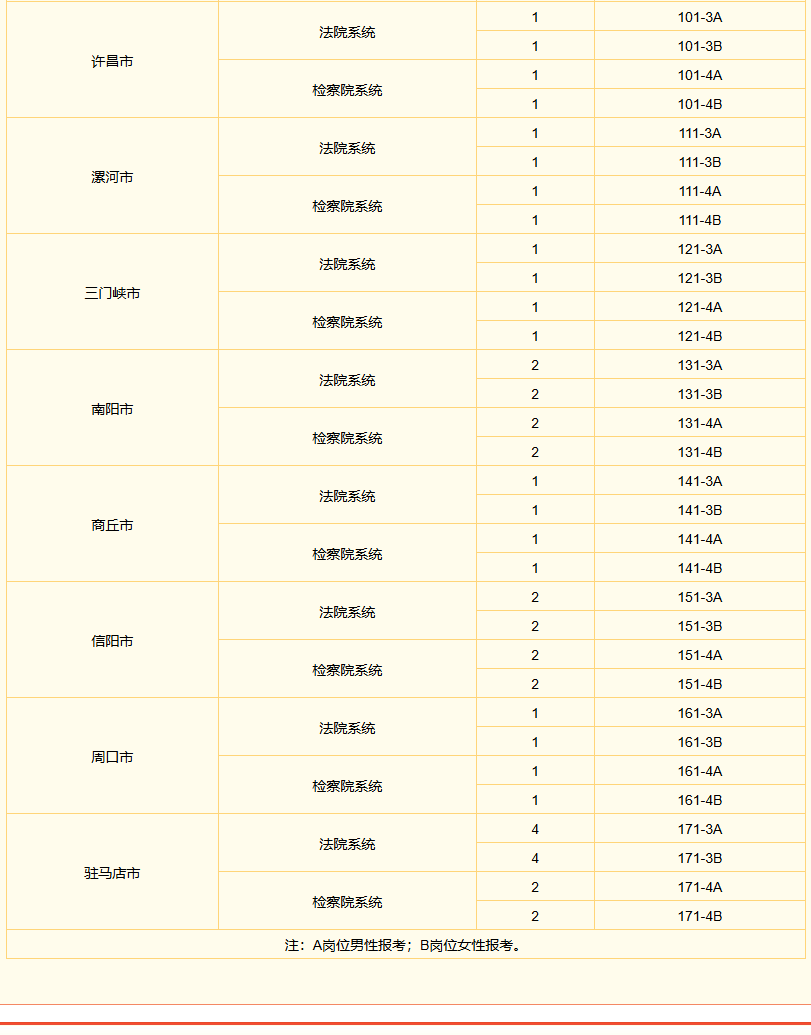 许昌市 法院系统 1 101-3A
1 101-3B
检察院系统 1 101-4A
1 101-4B
漯河市 法院系统 1 111-3A
1 111-3B
检察院系统 1 111-4A
1 111-4B
三门峡市 法院系统 1 121-3A
1 121-3B
检察院系统 1 121-4A
1 121-4B
南阳市 法院系统 2 131-3A
2 131-3B
检察院系统 2 131-4A
2 131-4B
商丘市 法院系统 1 141-3A
1 141-3B
检察院系统 1 141-4A
1 141-4B
信阳市 法院系统 2 151-3A
2 151-3B
检察院系统 2 151-4A
2 151-4B
周口市 法院系统 1 161-3A
1 161-3B
检察院系统 1 161-4A
1 161-4B
驻马店市 法院系统 4 171-3A
4 171-3B
检察院系统 2 171-4A
2 171-4B
注：A岗位男性报考；B岗位女性报考。